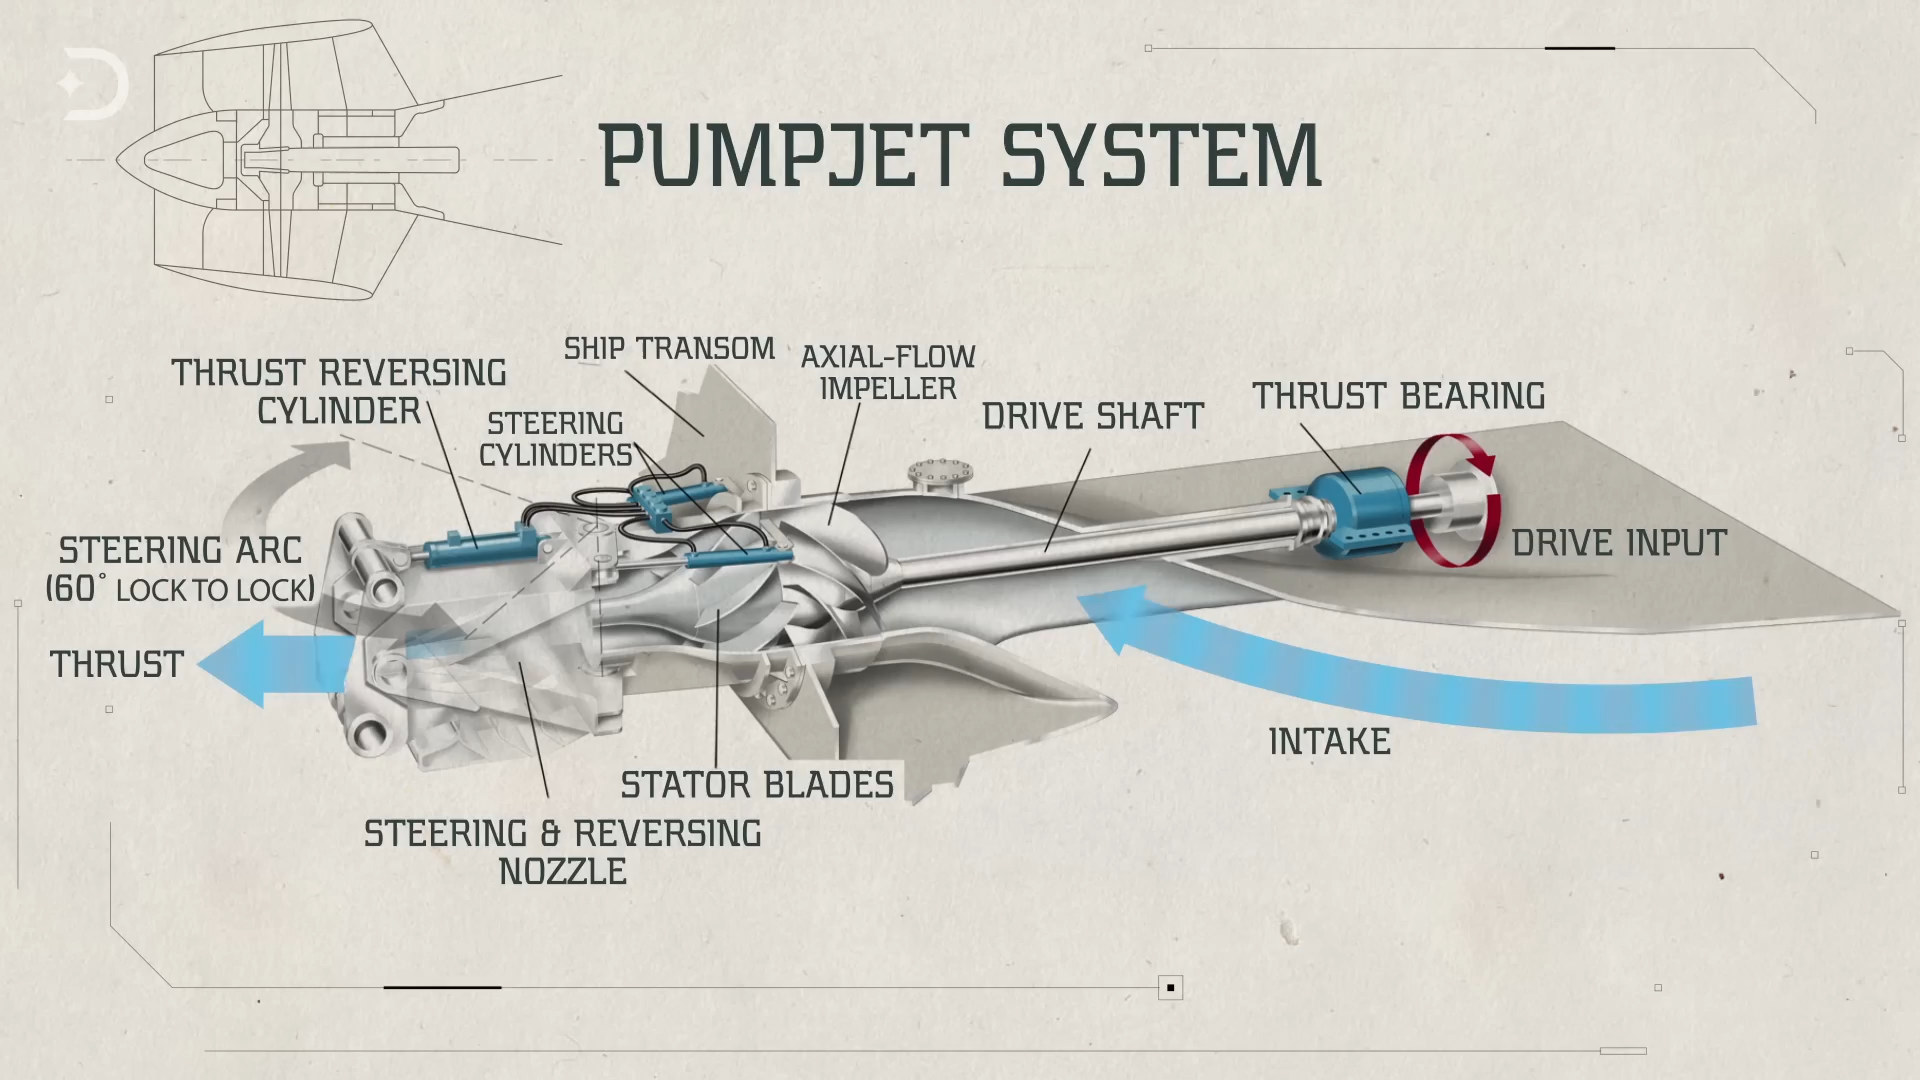 PUMPJET SYSTEM
SHIP TRANSOM
AXIAL-FLOW
IMPELLER
THRUST REVERSING
CYLINDER
STEERING
CYLINDERS
DRIVE SHAFT
THRUST BEARING
STEERING ARC
(60° LOCK TO LOCK)
DRIVE INPUT
THRUST
INTAKE
STATOR BLADES
STEERING & REVERSING
NOZZLE